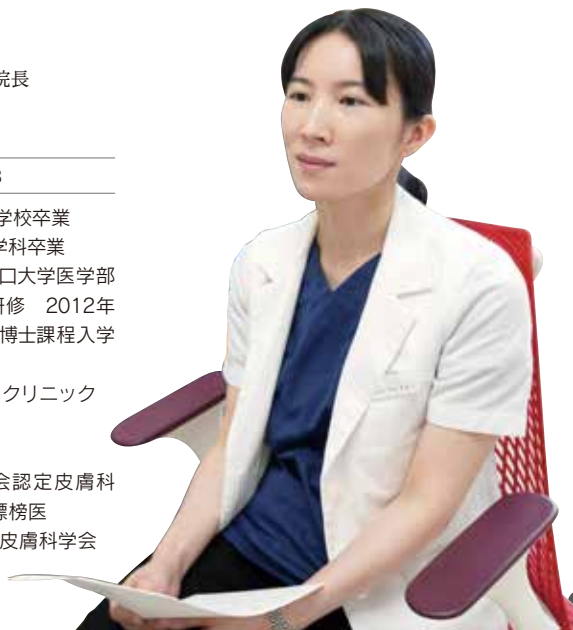 院長
学校卒業
学科卒業
口大学医学部
研修　2012年
博士課程入学
クリニック
会認定皮膚科
標榜医
皮膚科学会